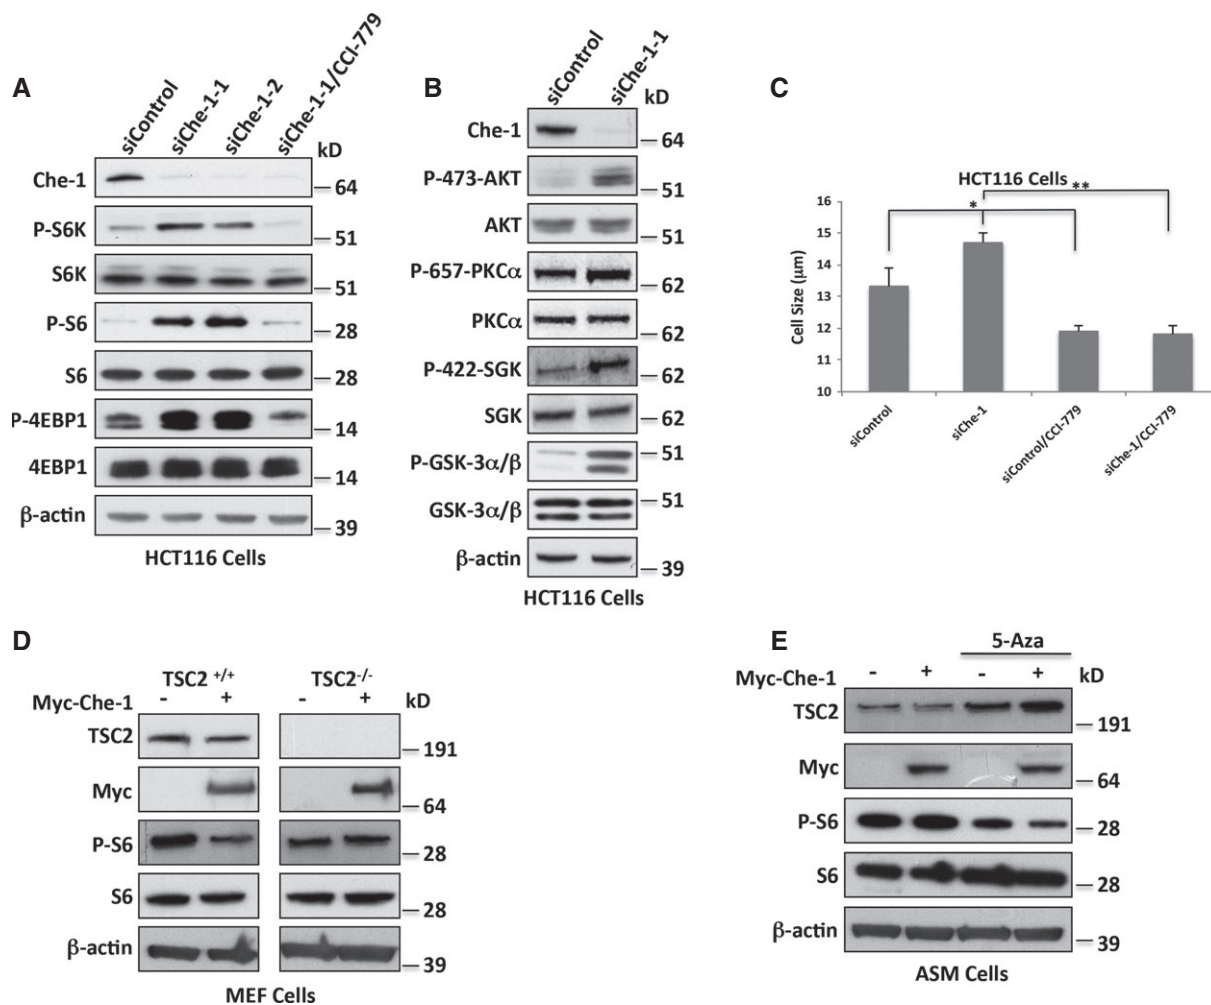 A
siControl
siChe-1-1
siChe-1-2
siChe-1-1/CCI-779
kD
Che-1
64
P-S6K
51
S6K
51
P-S6
28
S6
28
P-4EBP1
14
4EBP1
14
β-actin
39
HCT116 Cells
B
siControl
siChe-1-1
kD
Che-1
64
P-473-AKT
51
AKT
51
P-657-PKCα
62
PKCα
62
P-422-SGK
62
SGK
62
P-GSK-3α/β
51
GSK-3α/β
51
β-actin
39
HCT116 Cells
C
HCT116 Cells
*
**
Cell Size (μm)
16
15
14
13
12
11
10
siControl
siChe-1
siControl/CCI-779
siChe-1/CCI-779
D
TSC2 +/+
TSC2-/-
Myc-Che-1
-
+
-
+
kD
TSC2
191
Myc
64
P-S6
28
S6
28
β-actin
39
MEF Cells
E
5-Aza
Myc-Che-1
-
+
-
+
kD
TSC2
191
Myc
64
P-S6
28
S6
28
β-actin
39
ASM Cells